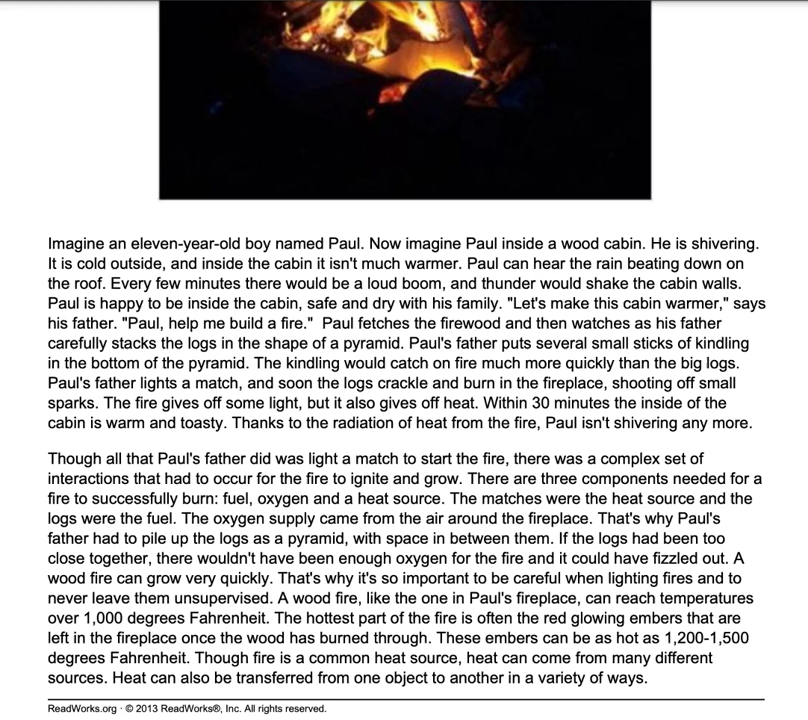 Imagine an eleven-year-old boy named Paul. Now imagine Paul inside a wood cabin. He is shivering.
It is cold outside, and inside the cabin it isn't much warmer. Paul can hear the rain beating down on
the roof. Every few minutes there would be a loud boom, and thunder would shake the cabin walls.
Paul is happy to be inside the cabin, safe and dry with his family. "Let's make this cabin warmer," says
his father. "Paul, help me build a fire."  Paul fetches the firewood and then watches as his father
carefully stacks the logs in the shape of a pyramid. Paul's father puts several small sticks of kindling
in the bottom of the pyramid. The kindling would catch on fire much more quickly than the big logs.
Paul's father lights a match, and soon the logs crackle and burn in the fireplace, shooting off small
sparks. The fire gives off some light, but it also gives off heat. Within 30 minutes the inside of the
cabin is warm and toasty. Thanks to the radiation of heat from the fire, Paul isn't shivering any more.
Though all that Paul's father did was light a match to start the fire, there was a complex set of
interactions that had to occur for the fire to ignite and grow. There are three components needed for a
fire to successfully burn: fuel, oxygen and a heat source. The matches were the heat source and the
logs were the fuel. The oxygen supply came from the air around the fireplace. That's why Paul's
father had to pile up the logs as a pyramid, with space in between them. If the logs had been too
close together, there wouldn't have been enough oxygen for the fire and it could have fizzled out. A
wood fire can grow very quickly. That's why it's so important to be careful when lighting fires and to
never leave them unsupervised. A wood fire, like the one in Paul's fireplace, can reach temperatures
over 1,000 degrees Fahrenheit. The hottest part of the fire is often the red glowing embers that are
left in the fireplace once the wood has burned through. These embers can be as hot as 1,200-1,500
degrees Fahrenheit. Though fire is a common heat source, heat can come from many different
sources. Heat can also be transferred from one object to another in a variety of ways.
ReadWorks.org · © 2013 ReadWorks®, Inc. All rights reserved.